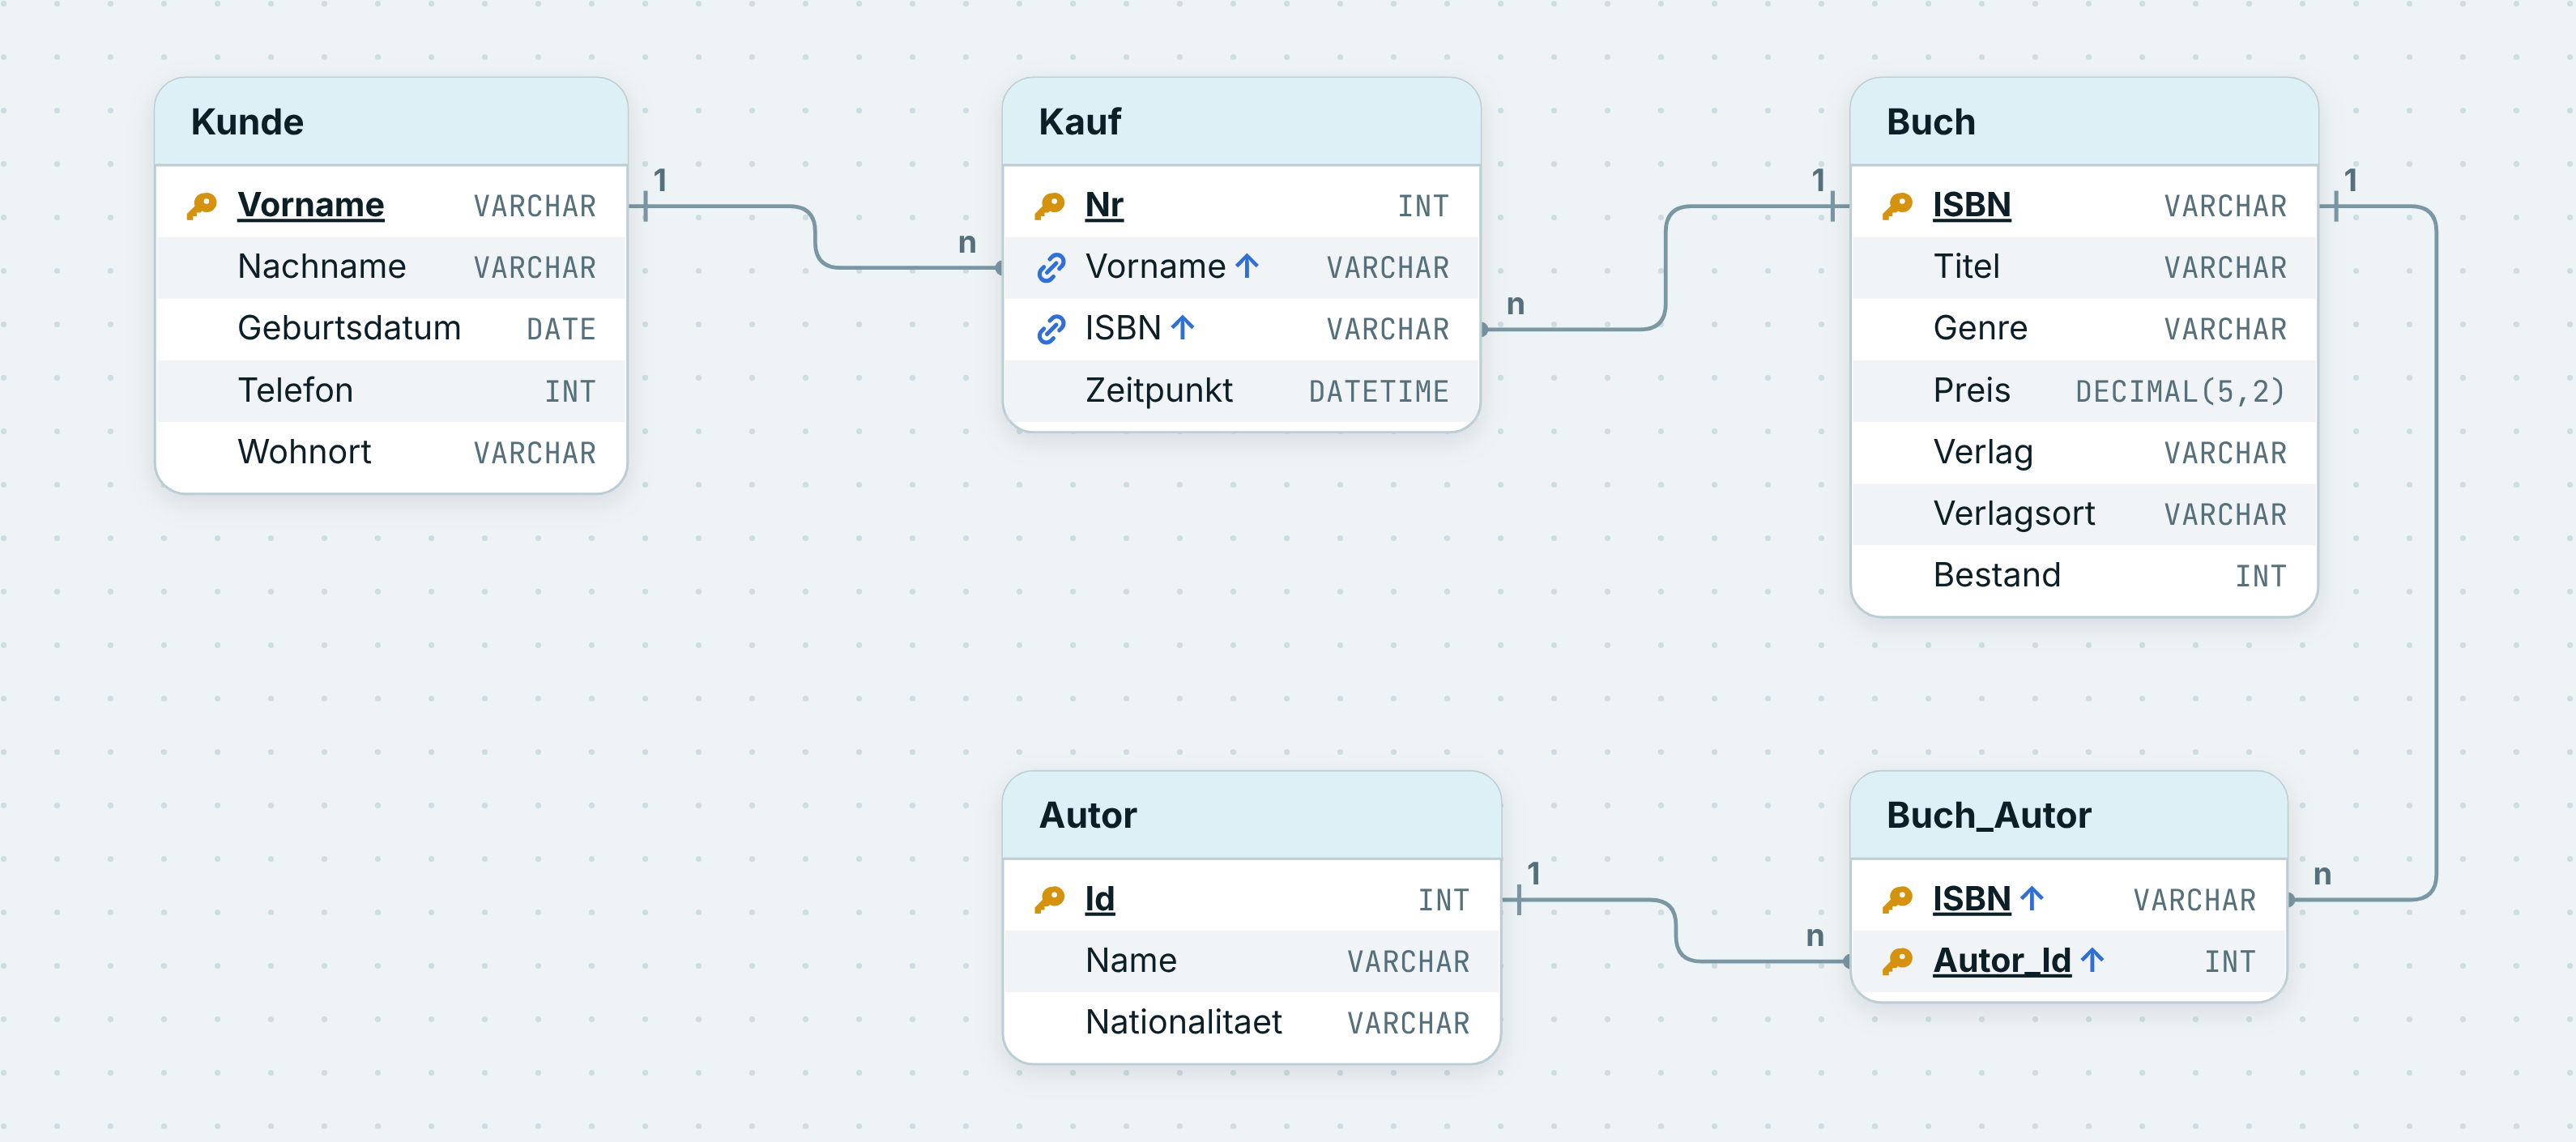 Kunde
Vorname VARCHAR
Nachname VARCHAR
Geburtsdatum DATE
Telefon INT
Wohnort VARCHAR
1
n
Kauf
Nr INT
Vorname ↑ VARCHAR
ISBN ↑ VARCHAR
Zeitpunkt DATETIME
n
1
Buch
ISBN VARCHAR
Titel VARCHAR
Genre VARCHAR
Preis DECIMAL(5,2)
Verlag VARCHAR
Verlagsort VARCHAR
Bestand INT
1
Autor
Id INT
Name VARCHAR
Nationalitaet VARCHAR
1
n
Buch_Autor
ISBN ↑ VARCHAR
Autor_Id ↑ INT
n